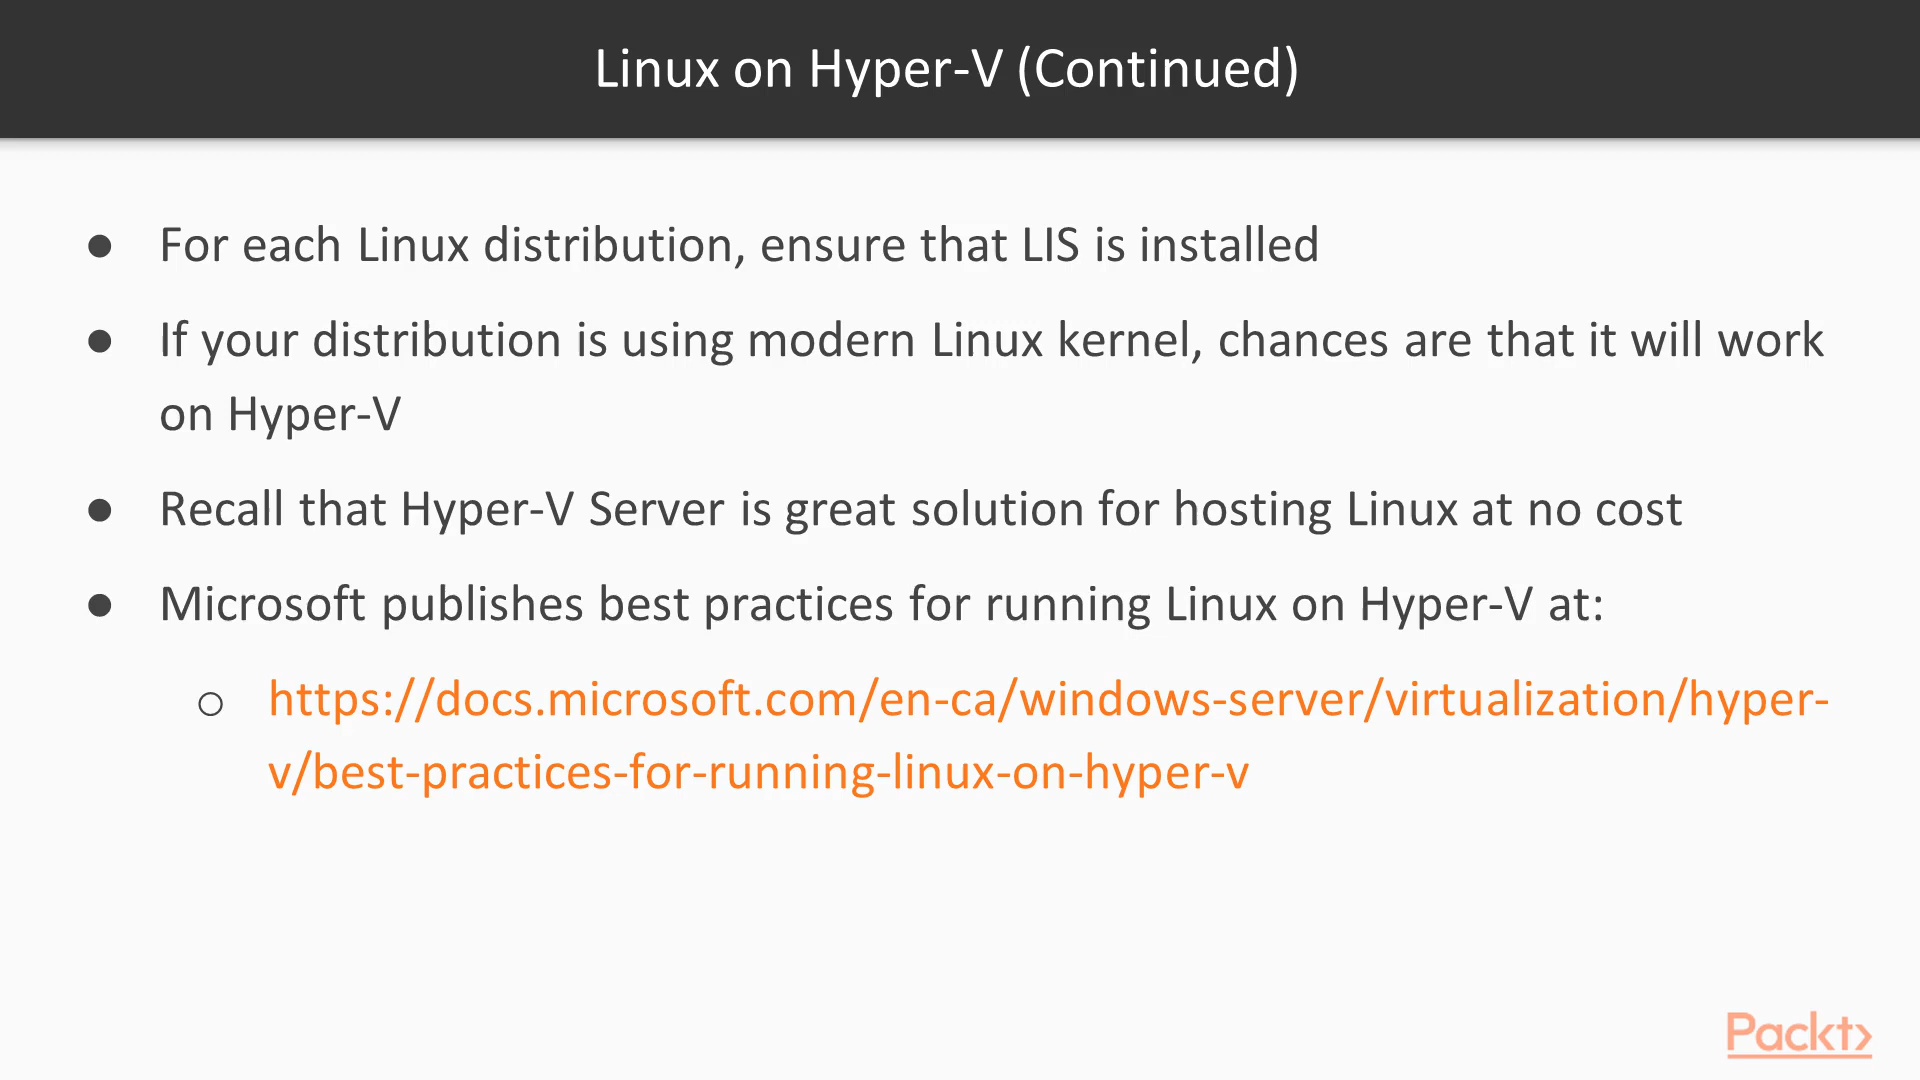 Linux on Hyper-V (Continued)
● For each Linux distribution, ensure that LIS is installed
● If your distribution is using modern Linux kernel, chances are that it will work
on Hyper-V
● Recall that Hyper-V Server is great solution for hosting Linux at no cost
● Microsoft publishes best practices for running Linux on Hyper-V at:
○ https://docs.microsoft.com/en-ca/windows-server/virtualization/hyper-
v/best-practices-for-running-linux-on-hyper-v
Packt>